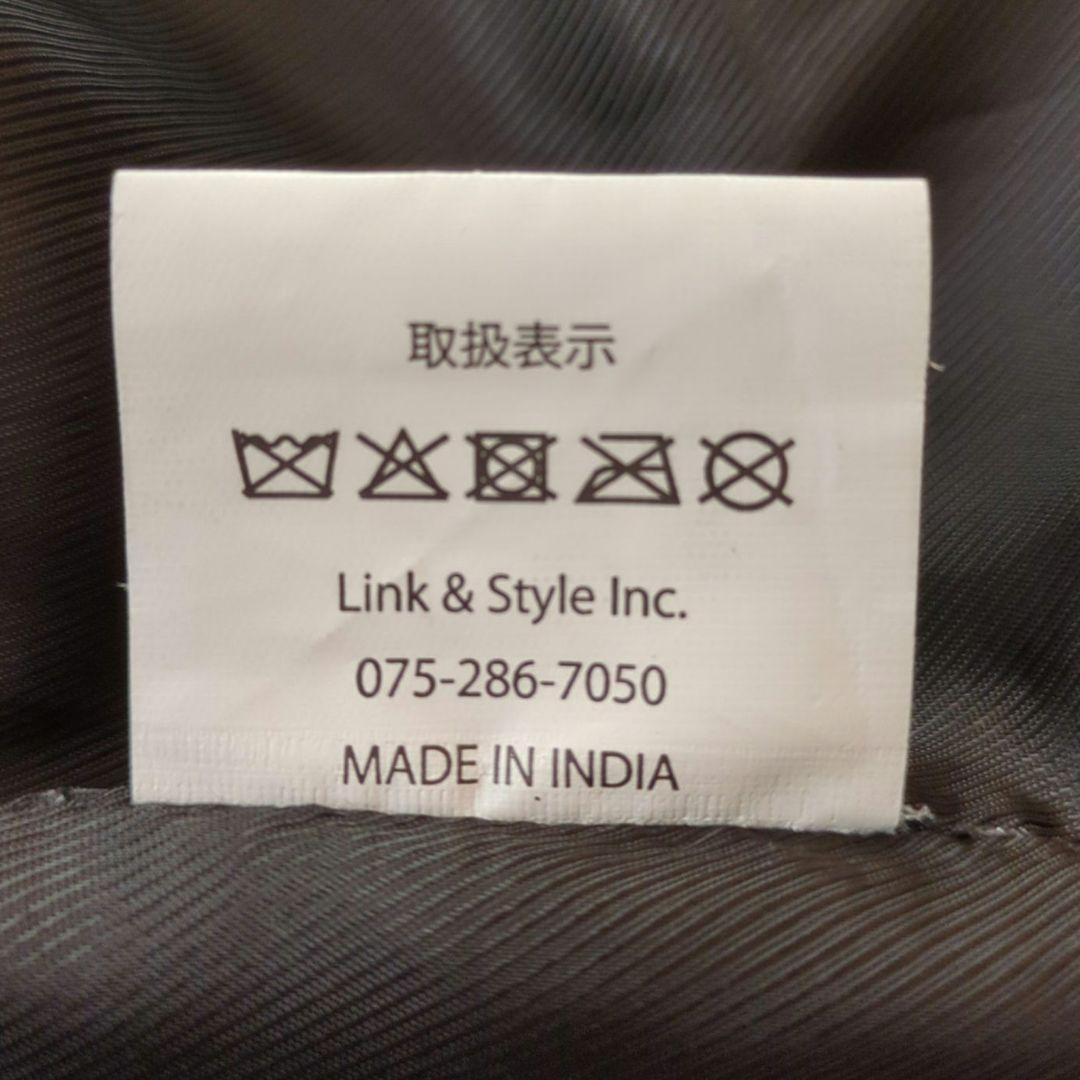 取扱表示
Link & Style Inc.
075-286-7050
MADE IN INDIA